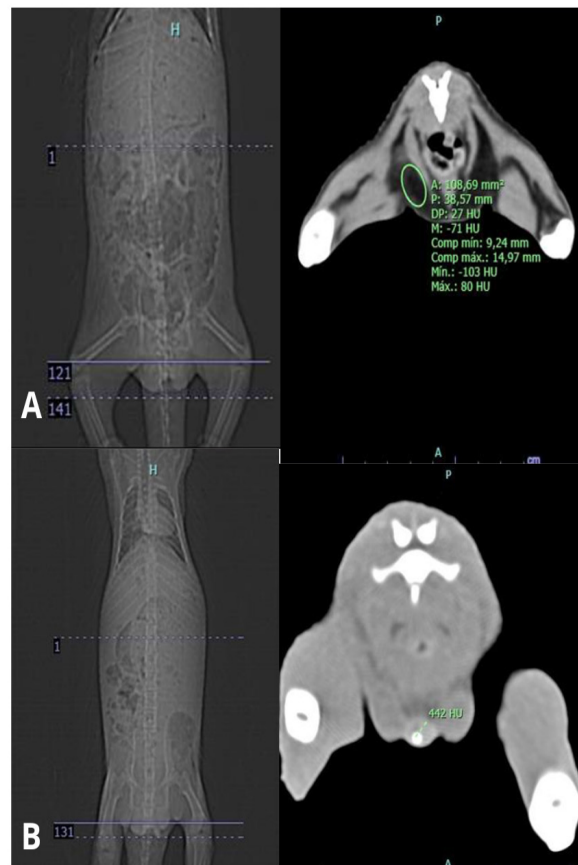 H
1
121
141
A
P
A: 108,69 mm²
P: 38,57 mm
DP: 27 HU
M: -71 HU
Comp mín: 9,24 mm
Comp máx.: 14,97 mm
Mín.: -103 HU
Máx.: 80 HU
A
cm
H
1
131
B
P
442 HU
A